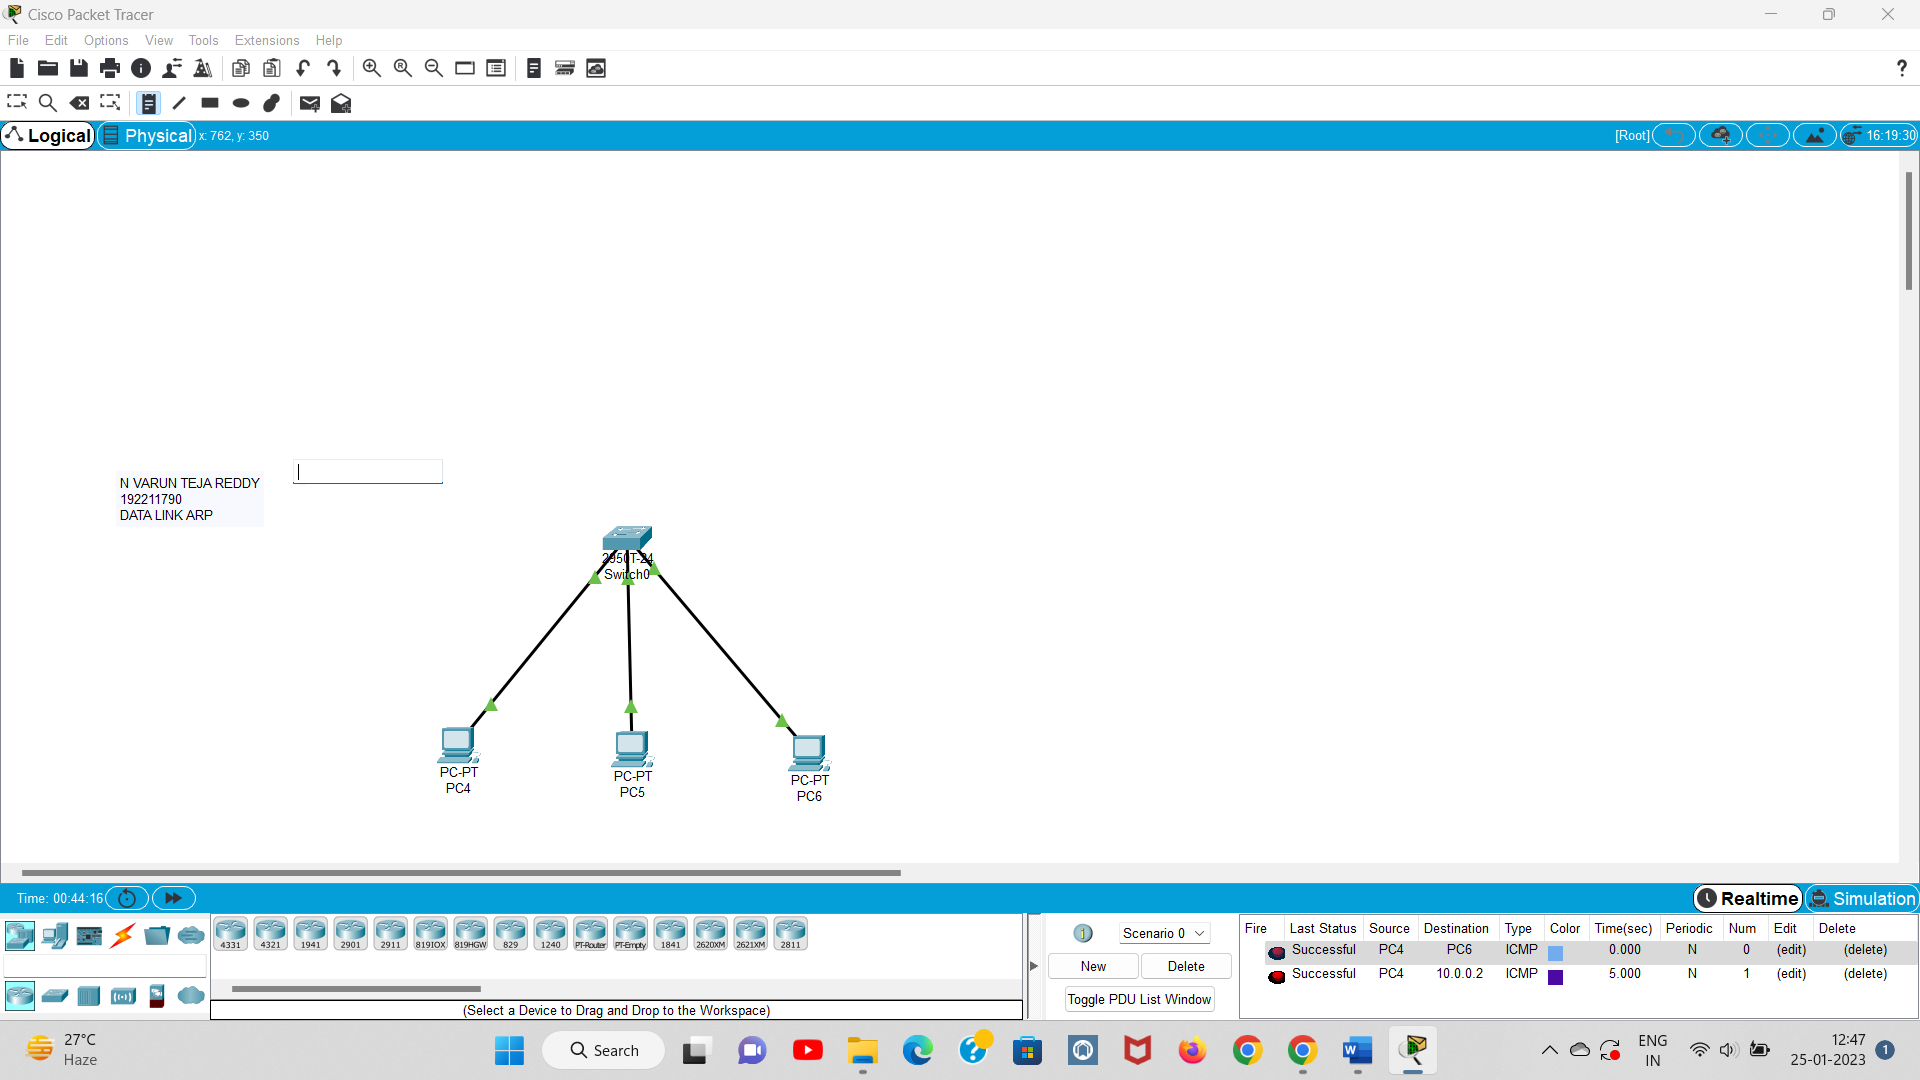 Cisco Packet Tracer
File Edit Options View Tools Extensions Help
?
Logical Physical x: 762, y: 350 [Root] 16:19:30
N VARUN TEJA REDDY
192211790
DATA LINK ARP
2950T-24
Switch0
PC-PT
PC4
PC-PT
PC5
PC-PT
PC6
Time: 00:44:16 Realtime Simulation
4331 4321 1941 2901 2911 819IOX 819HGW 829 1240 PT-Router PT-Empty 1841 2620XM 2621XM 2811
(Select a Device to Drag and Drop to the Workspace)
Scenario 0
New Delete
Toggle PDU List Window
Fire Last Status Source Destination Type Color Time(sec) Periodic Num Edit Delete
Successful PC4 PC6 ICMP 0.000 N 0 (edit) (delete)
Successful PC4 10.0.0.2 ICMP 5.000 N 1 (edit) (delete)
27°C
Haze
Search
ENG
IN
12:47
25-01-2023
1